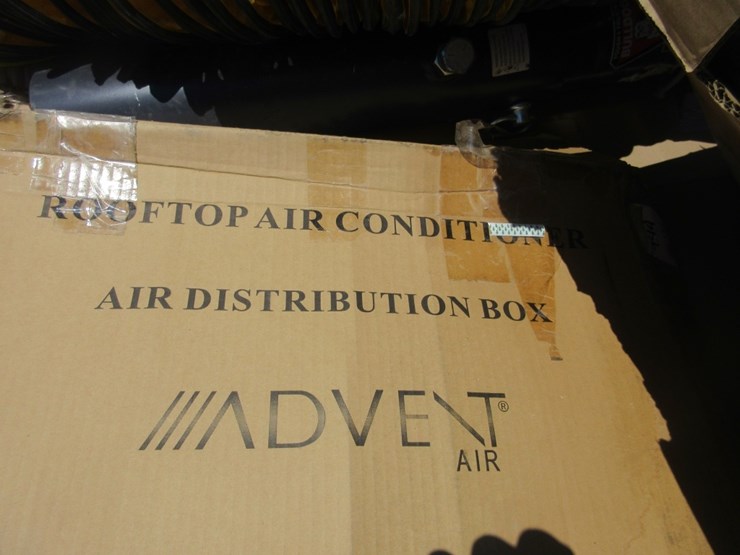 ROOFTOP AIR CONDITIONER
AIR DISTRIBUTION BOX
ADVENT®
AIR